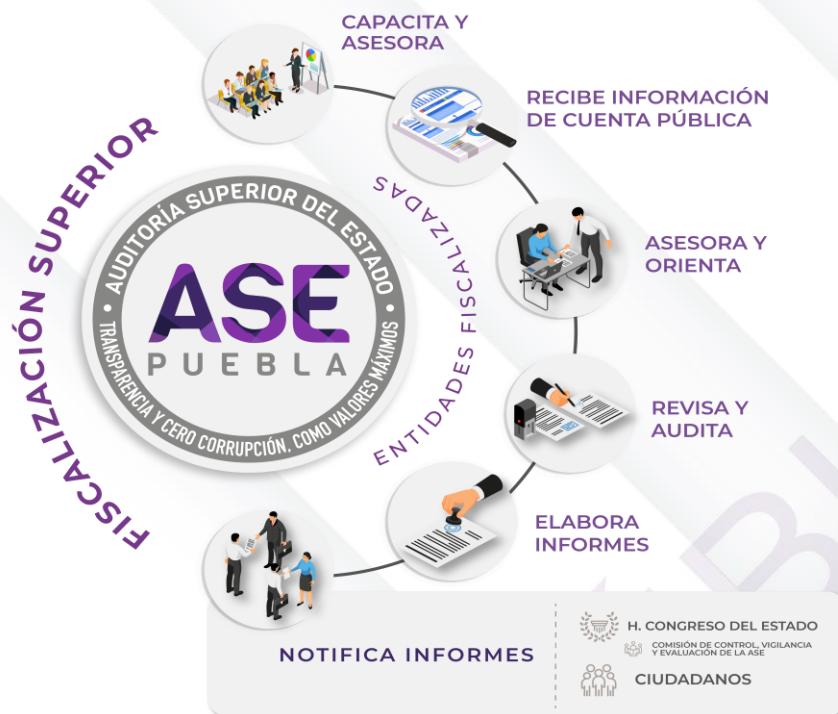 CAPACITA Y
ASESORA
RECIBE INFORMACIÓN
DE CUENTA PÚBLICA
FISCALIZACIÓN SUPERIOR
AUDITORÍA SUPERIOR DEL ESTADO
ASE
PUEBLA
TRANSPARENCIA Y CERO CORRUPCIÓN, COMO VALORES MÁXIMOS
ENTIDADES FISCALIZADAS
ASESORA Y
ORIENTA
REVISA Y
AUDITA
ELABORA
INFORMES
NOTIFICA INFORMES
H. CONGRESO DEL ESTADO
COMISIÓN DE CONTROL, VIGILANCIA
Y EVALUACIÓN DE LA ASE
CIUDADANOS